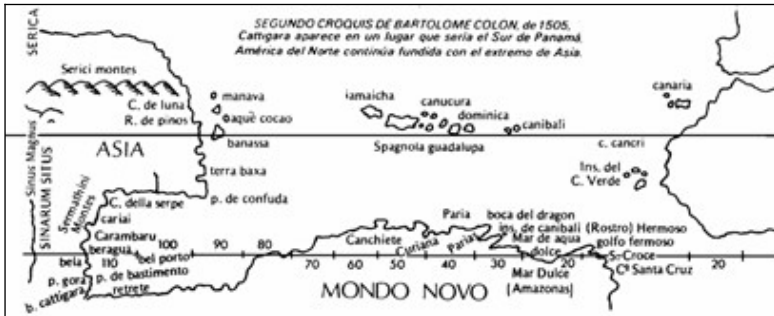 SEGUNDO CROQUIS DE BARTOLOME COLON, de 1505.
Cattigara aparece en un lugar que sería el Sur de Panamá.
América del Norte continúa fundida con el extremo de Asia.
SERICA
Serici montes
C. de luna
R. de pinos
manava
aquè cocao
banassa
iamaicha
canucura
dominica
canibali
canaria
Spagnola guadalupa
c. cancri
Sinus Magnus
SINARUM SITUS
ASIA
terra baxa
p. de confuda
Ins. del
C. Verde
Sermathini
Montes
C. della serpe
cariai
Carambaru
beragua
bel porto
bela
p. gora
b. cattigara
p. de bastimento
retrete
110
100
90
80
70
60
50
40
30
20
10
20
Canchiete
Curiana
Paria
Parias
boca del dragon
ins. de canibali
Mar de aqua
dolce
(Rostro) Hermoso
golfo fermoso
S. Croce
Cº Santa Cruz
Mar Dulce
(Amazonas)
MONDO NOVO